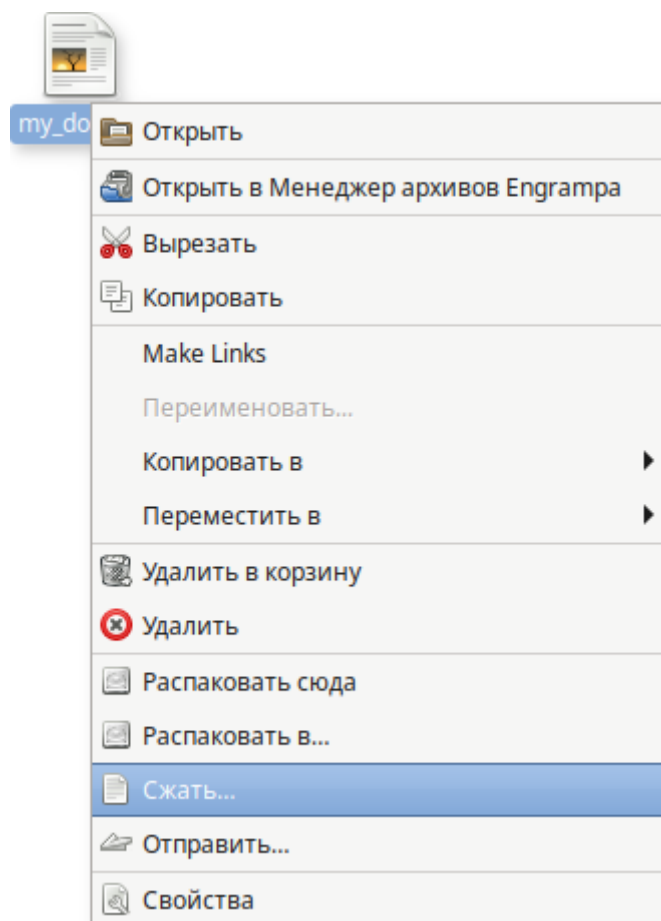 my_do
Открыть
Открыть в Менеджер архивов Engrampa
Вырезать
Копировать
Make Links
Переименовать...
Копировать в
Переместить в
Удалить в корзину
Удалить
Распаковать сюда
Распаковать в...
Сжать...
Отправить...
Свойства